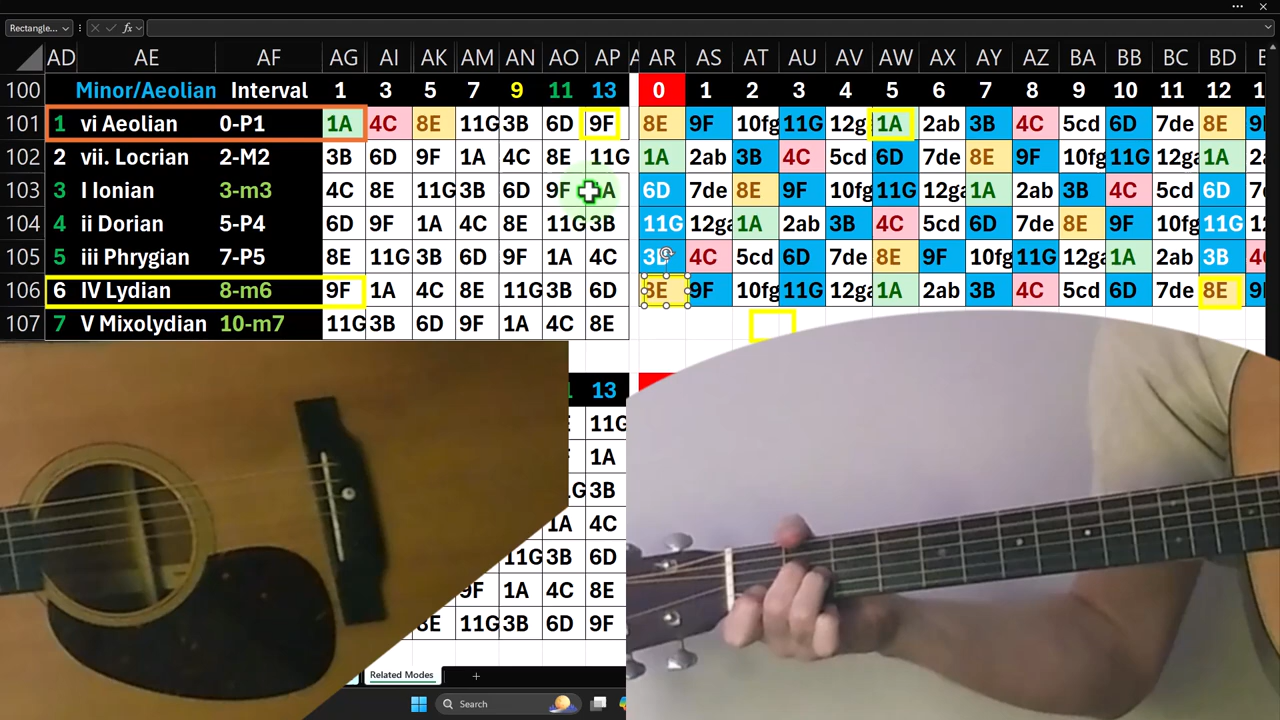 Rectangle...
fx
AD AE AF AG AI AK AM AN AO AP A AR AS AT AU AV AW AX AY AZ BA BB BC BD
100 Minor/Aeolian Interval 1 3 5 7 9 11 13 0 1 2 3 4 5 6 7 8 9 10 11 12 1
101 1 vi Aeolian 0-P1 1A 4C 8E 11G 3B 6D 9F 8E 9F 10fg 11G 12g 1A 2ab 3B 4C 5cd 6D 7de 8E
102 2 vii. Locrian 2-M2 3B 6D 9F 1A 4C 8E 11G 1A 2ab 3B 4C 5cd 6D 7de 8E 9F 10fg 11G 12ga 1A
103 3 I Ionian 3-m3 4C 8E 11G 3B 6D 9F A 6D 7de 8E 9F 10fg 11G 12ga 1A 2ab 3B 4C 5cd 6D
104 4 ii Dorian 5-P4 6D 9F 1A 4C 8E 11G 3B 11G 12ga 1A 2ab 3B 4C 5cd 6D 7de 8E 9F 10fg 11G
105 5 iii Phrygian 7-P5 8E 11G 3B 6D 9F 1A 4C 4C 5cd 6D 7de 8E 9F 10fg 11G 12ga 1A 2ab 3B
106 6 IV Lydian 8-m6 9F 1A 4C 8E 11G 3B 6D 8E 9F 10fg 11G 12ga 1A 2ab 3B 4C 5cd 6D 7de 8E
107 7 V Mixolydian 10-m7 11G 3B 6D 9F 1A 4C 8E
13
11G
1A
G 3B
1A 4C
11G 3B 6D
9F 1A 4C 8E
8E 11G 3B 6D 9F
Related Modes +
Search